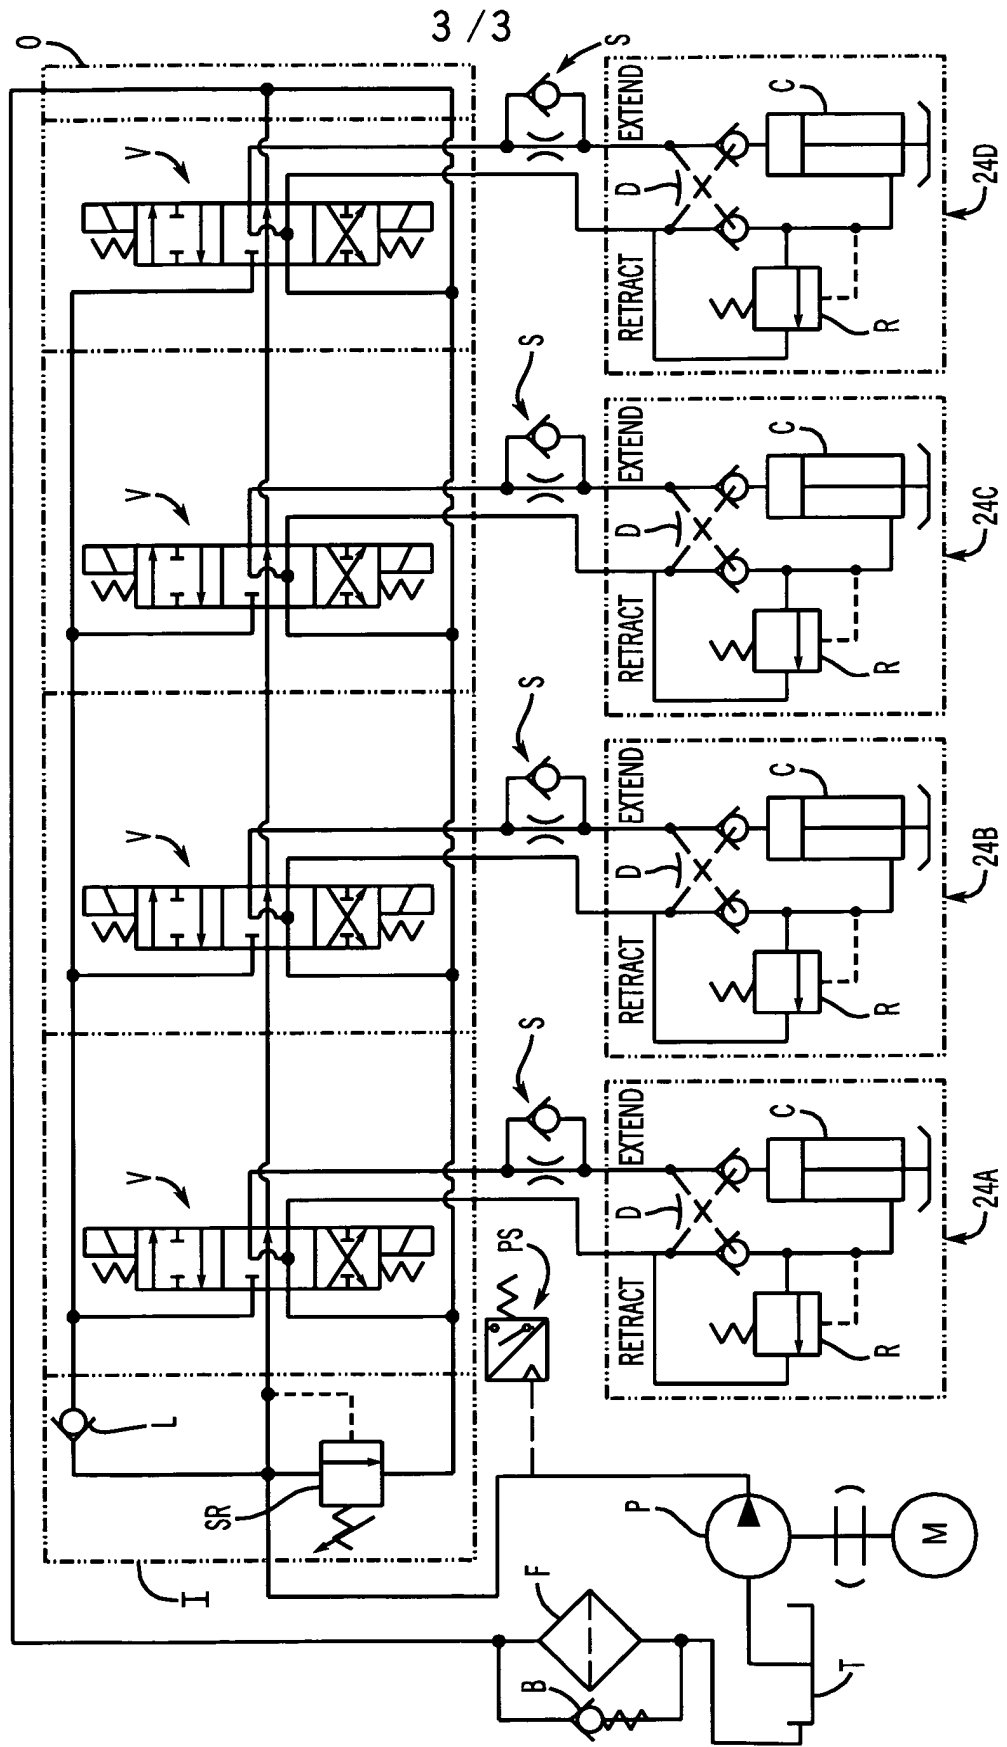 3/3
O
S
V
EXTEND
D
RETRACT
C
R
24D
S
V
EXTEND
D
RETRACT
C
R
24C
S
V
EXTEND
D
RETRACT
C
R
24B
S
V
EXTEND
D
RETRACT
C
R
24A
PS
L
SR
I
P
M
F
B
T